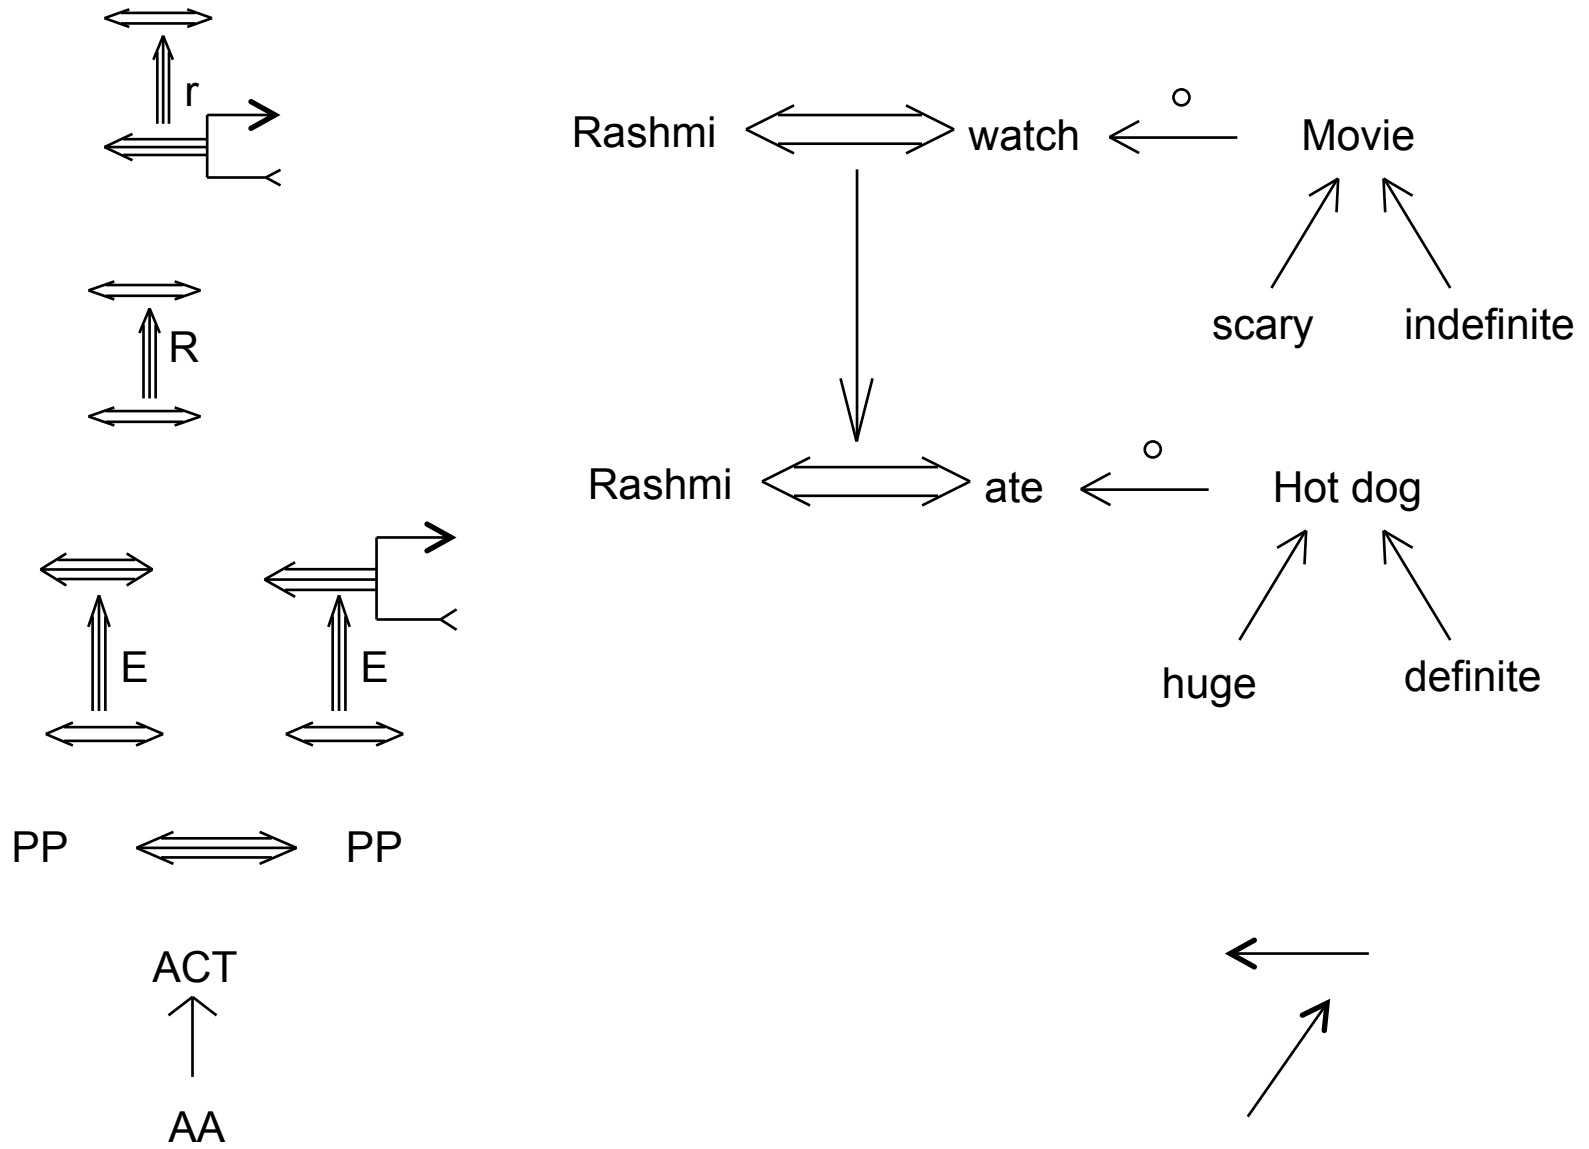 r
Rashmi watch Movie
scary indefinite
R
Rashmi ate Hot dog
E E
huge definite
PP PP
ACT
AA